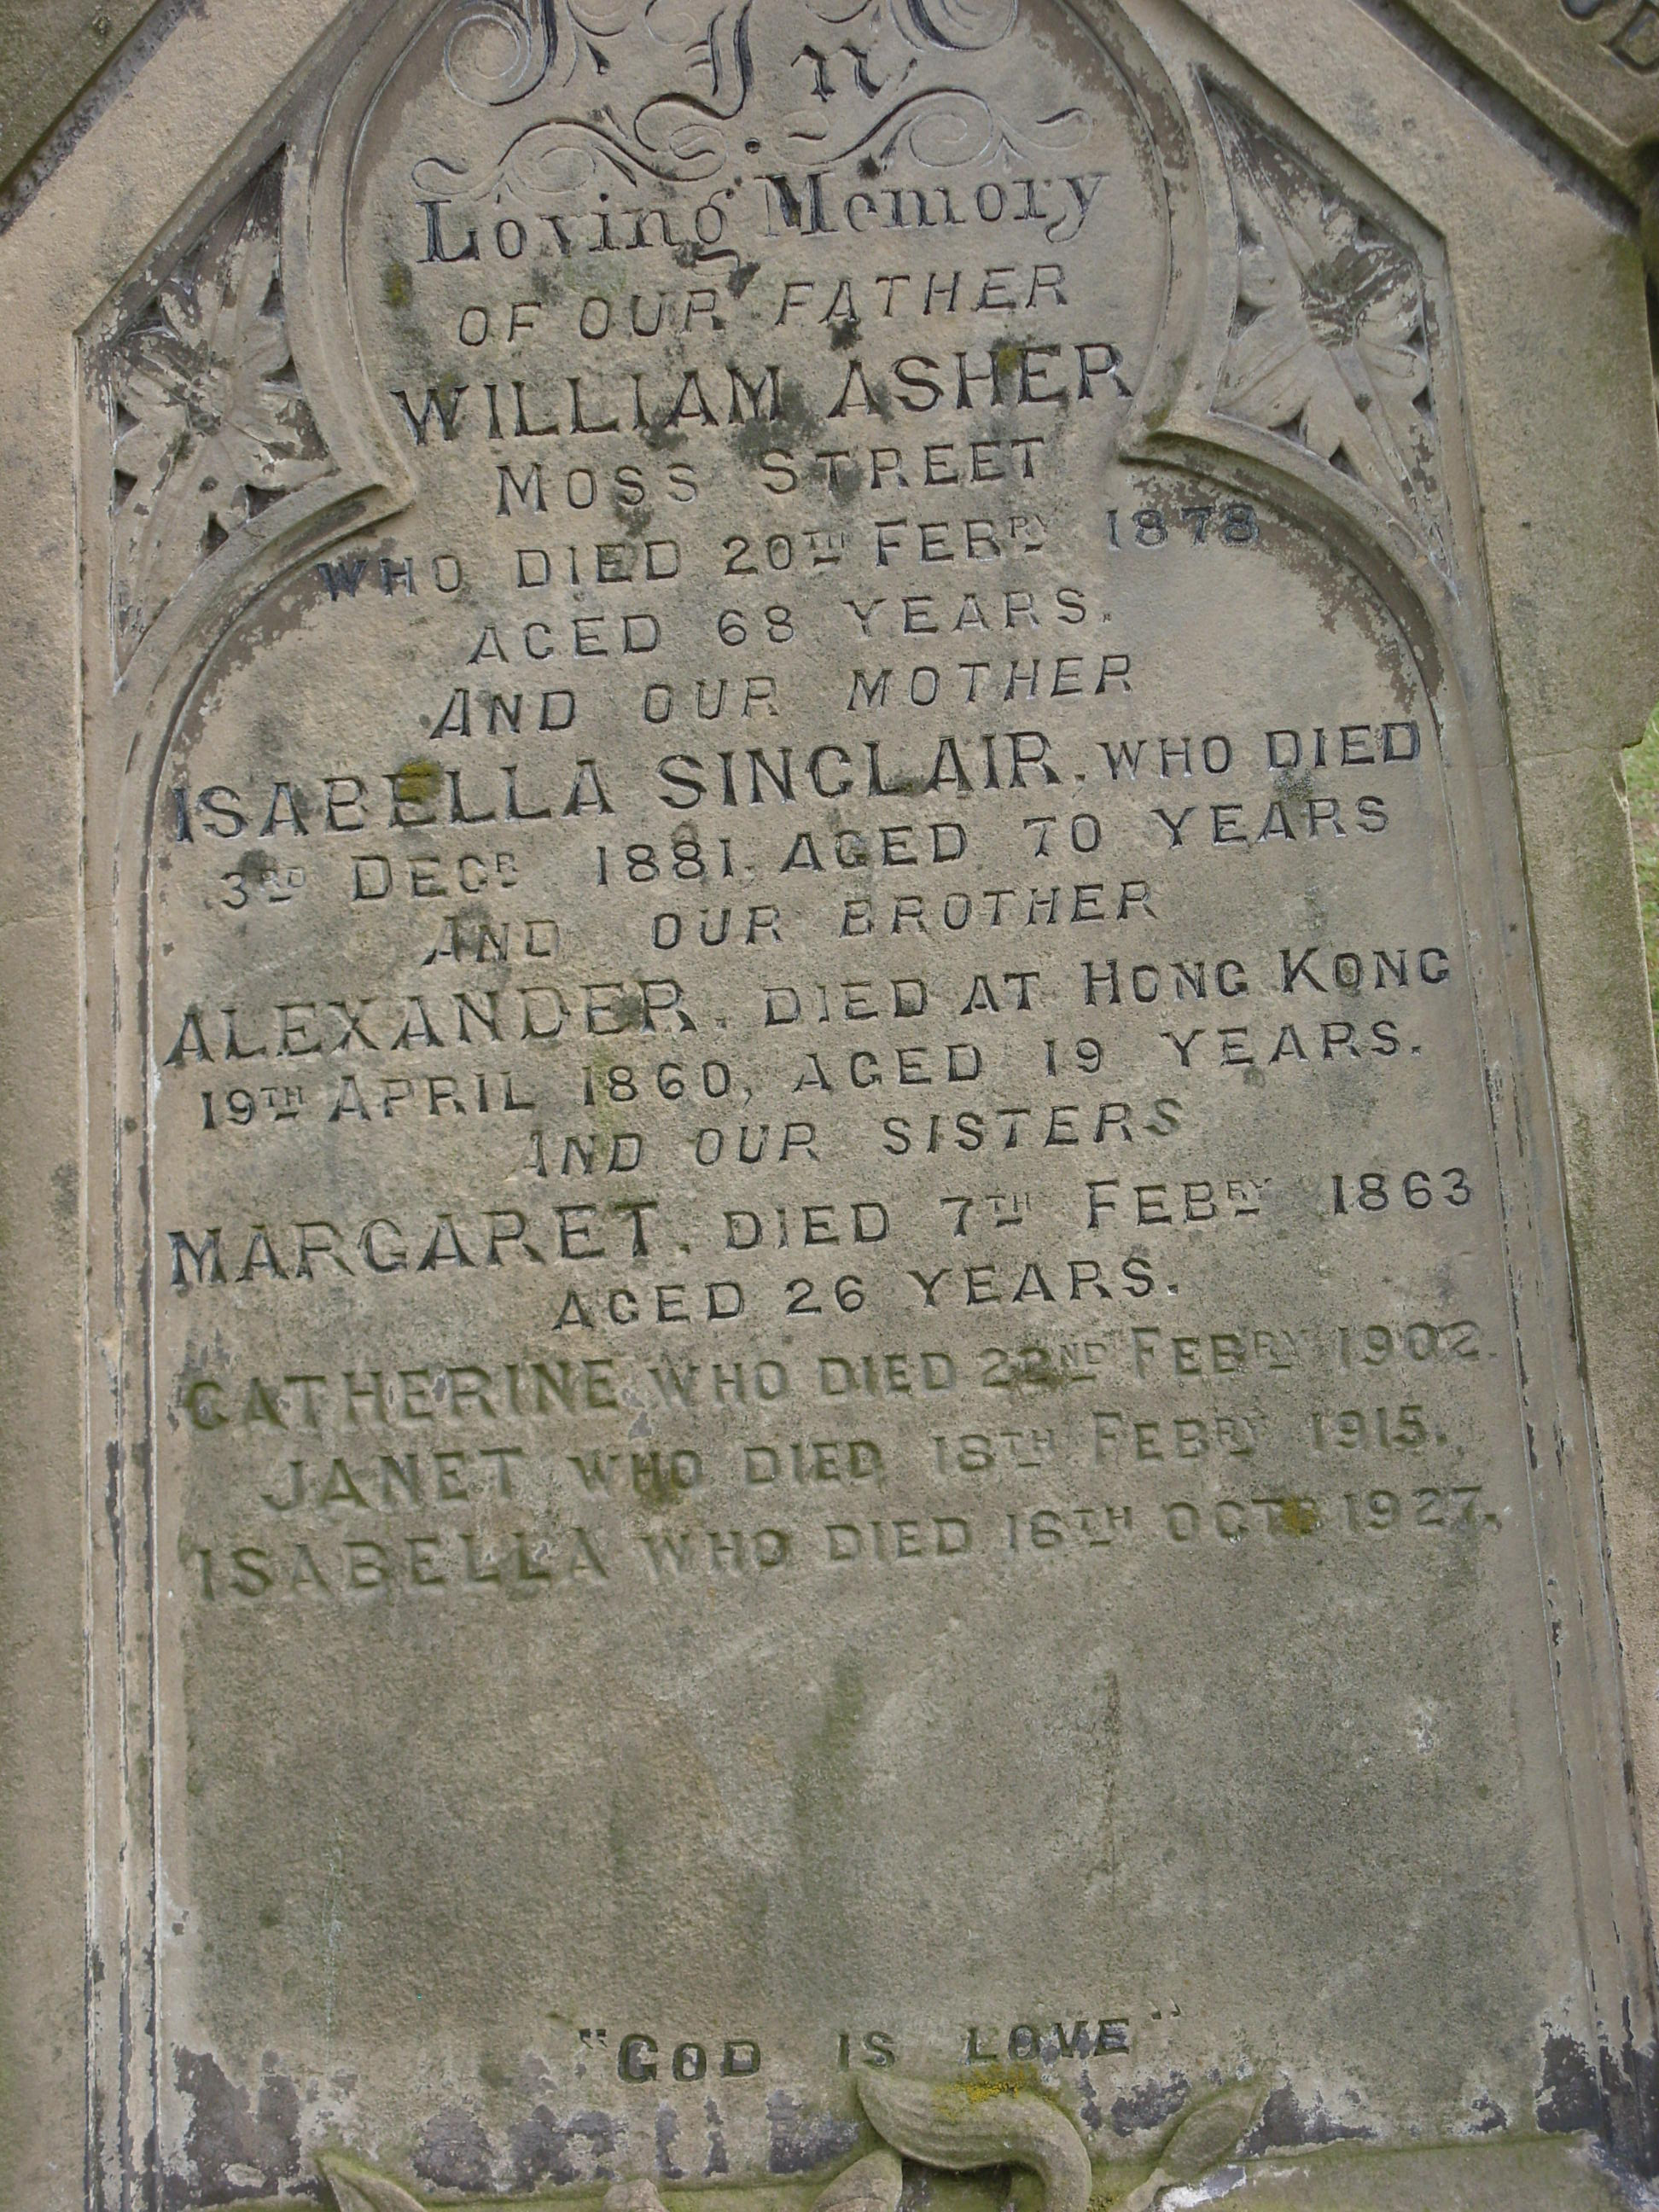 In
Loving Memory
OF OUR FATHER
WILLIAM ASHER
MOSS STREET
WHO DIED 20TH FEBRY 1878
AGED 68 YEARS.
AND OUR MOTHER
ISABELLA SINCLAIR, WHO DIED
3RD DECR 1881. AGED 70 YEARS
AND OUR BROTHER
ALEXANDER. DIED AT HONG KONG
19TH APRIL 1860, AGED 19 YEARS.
AND OUR SISTERS
MARGARET. DIED 7TH FEBRY 1863
AGED 26 YEARS.
CATHERINE WHO DIED 22ND FEBRY 1902.
JANET WHO DIED 18TH FEBRY 1915.
ISABELLA WHO DIED 16TH OCTR 1927.
"GOD IS LOVE"